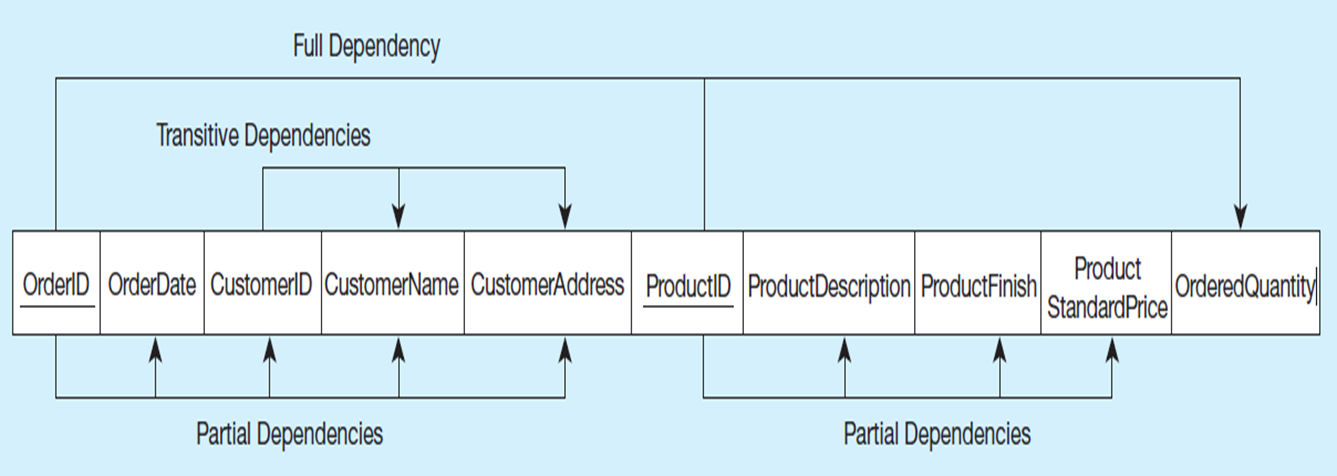 Full Dependency
Transitive Dependencies
OrderID
OrderDate
CustomerID
CustomerName
CustomerAddress
ProductID
ProductDescription
ProductFinish
Product
StandardPrice
OrderedQuantity
Partial Dependencies
Partial Dependencies